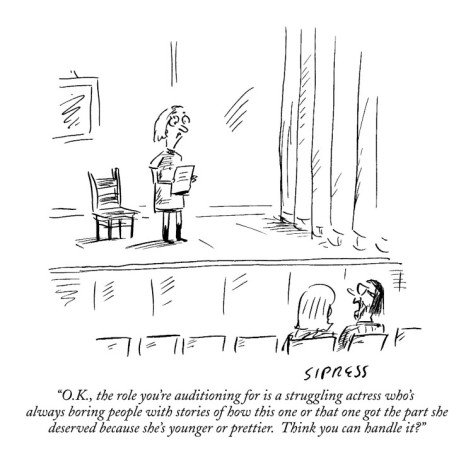 SIPRESS
“O.K., the role you’re auditioning for is a struggling actress who’s
always boring people with stories of how this one or that one got the part she
deserved because she’s younger or prettier. Think you can handle it?”